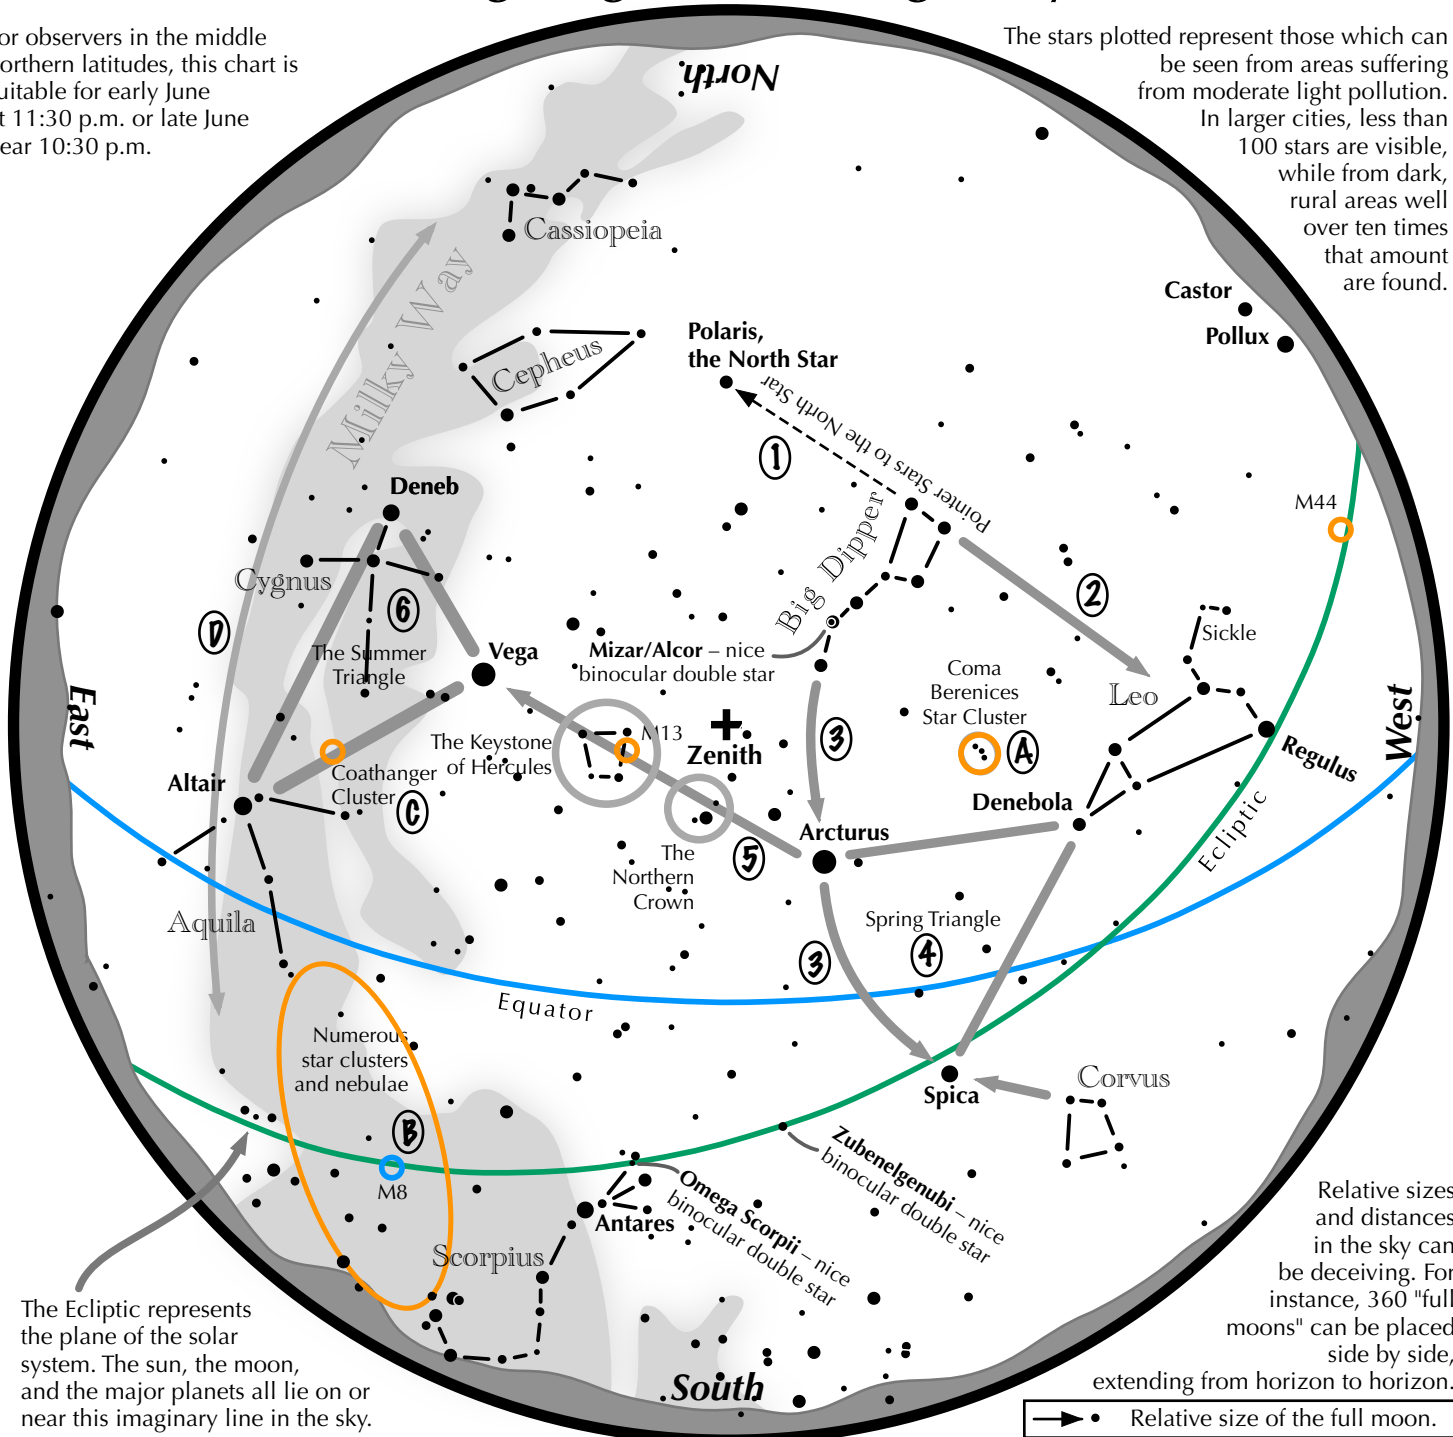 or observers in the middle
orthern latitudes, this chart is
uitable for early June
t 11:30 p.m. or late June
ear 10:30 p.m.
The stars plotted represent those which can
be seen from areas suffering
from moderate light pollution.
In larger cities, less than
100 stars are visible,
while from dark,
rural areas well
over ten times
that amount
are found.
North
Cassiopeia
Milky Way
Castor
Pollux
Cepheus
Polaris,
the North Star
Pointer Stars to the North Star
1
Deneb
Big Dipper
M44
Cygnus
6
2
D
The Summer
Triangle
Vega
Mizar/Alcor – nice
binocular double star
Sickle
Coma
Berenices
Star Cluster
A
Leo
East
West
The Keystone
of Hercules
M13
Zenith
3
Regulus
Altair
Coathanger
Cluster
C
Denebola
Arcturus
Ecliptic
The
Northern
Crown
5
Aquila
Spring Triangle
4
3
Equator
Numerous
star clusters
and nebulae
B
M8
Spica
Corvus
Zubenelgenubi – nice
binocular double star
Omega Scorpii – nice
binocular double star
Antares
Scorpius
South
The Ecliptic represents
the plane of the solar
system. The sun, the moon,
and the major planets all lie on or
near this imaginary line in the sky.
Relative sizes
and distances
in the sky can
be deceiving. For
instance, 360 "full
moons" can be placed
side by side,
extending from horizon to horizon.
Relative size of the full moon.